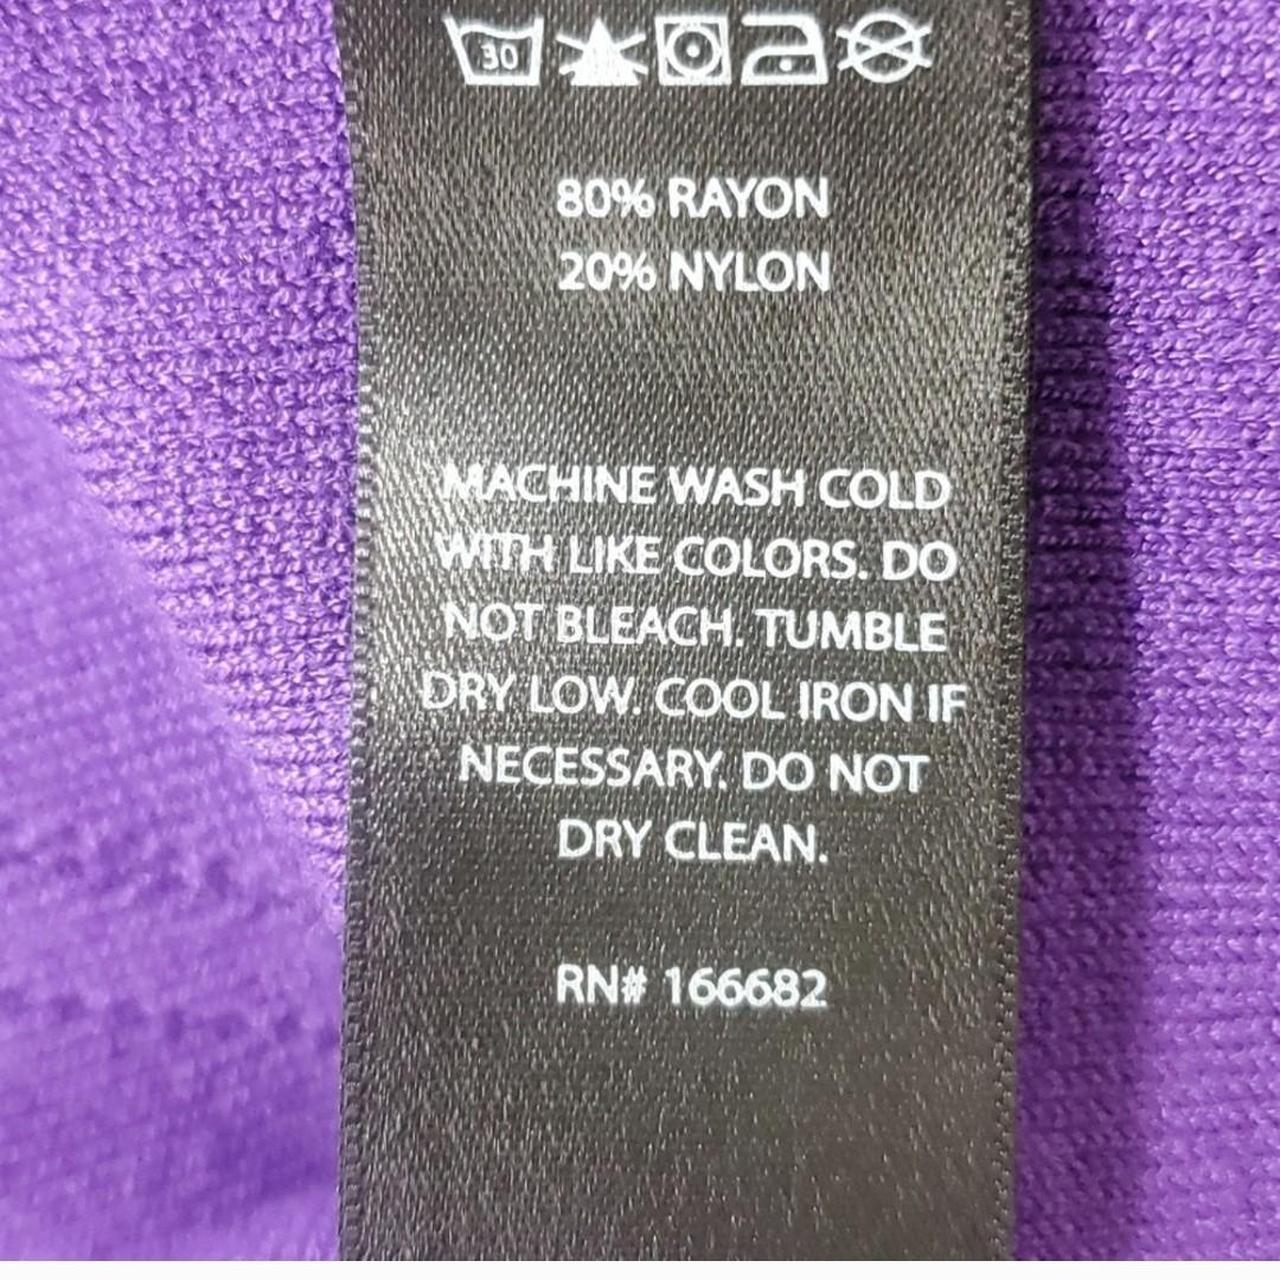 30
80% RAYON
20% NYLON
MACHINE WASH COLD
WITH LIKE COLORS. DO
NOT BLEACH. TUMBLE
DRY LOW. COOL IRON IF
NECESSARY. DO NOT
DRY CLEAN.
RN# 166682